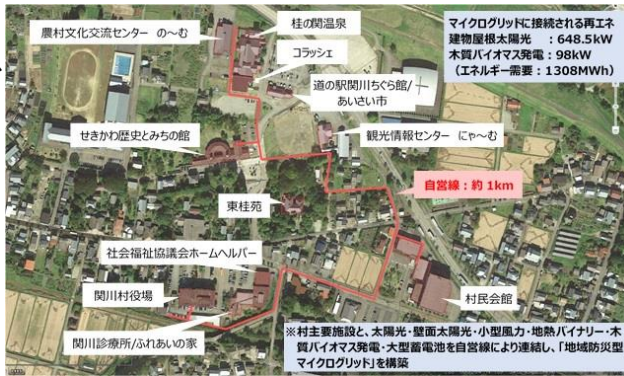 農村文化交流センター の～む
桂の関温泉
コラッシェ
マイクログリッドに接続される再エネ
建物屋根太陽光 ：648.5kW
木質バイオマス発電：98kW
（エネルギー需要：1308MWh）
道の駅関川ちぐら館/
あいさい市
せきかわ歴史とみちの館
観光情報センター にゃ～む
自営線：約 1km
東桂苑
社会福祉協議会ホームヘルパー
関川村役場
村民会館
関川診療所/ふれあいの家
※村主要施設と、太陽光・壁面太陽光・小型風力・地熱バイナリー・木
質バイオマス発電・大型蓄電池を自営線により連結し、「地域防災型
マイクログリッド」を構築